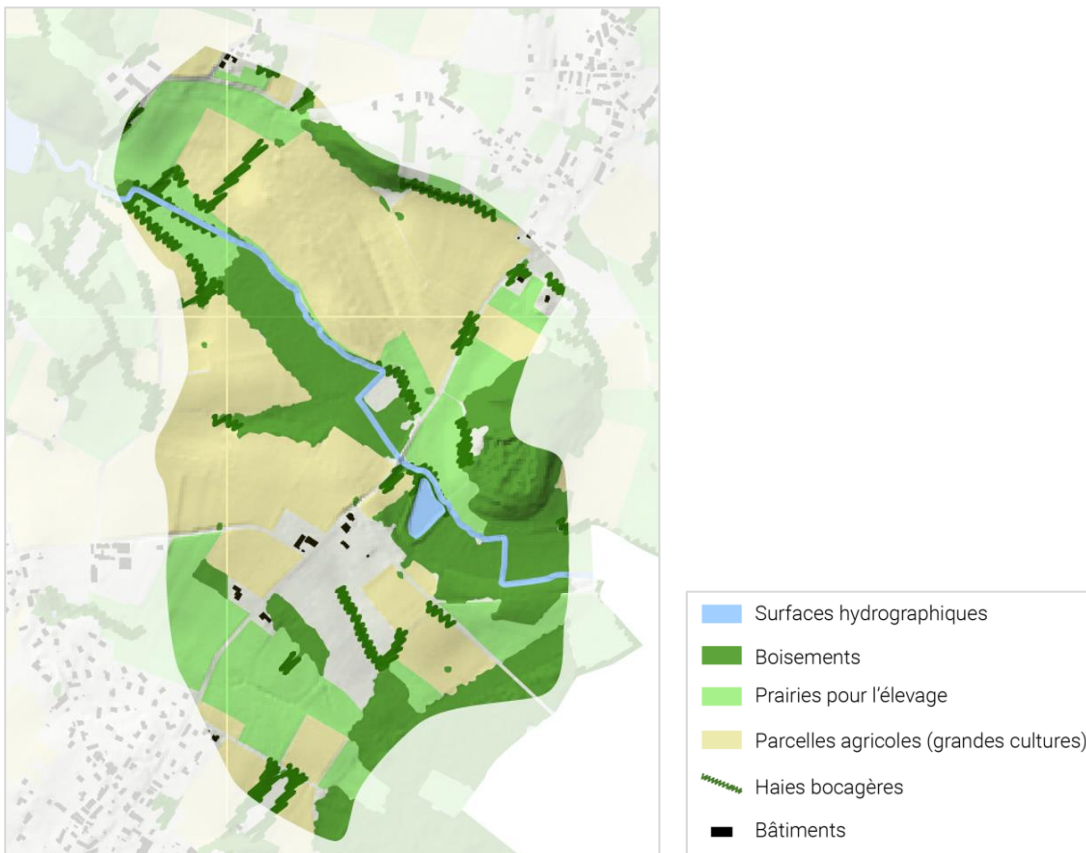 Surfaces hydrographiques
Boisements
Prairies pour l'élevage
Parcelles agricoles (grandes cultures)
Haies bocagères
Bâtiments